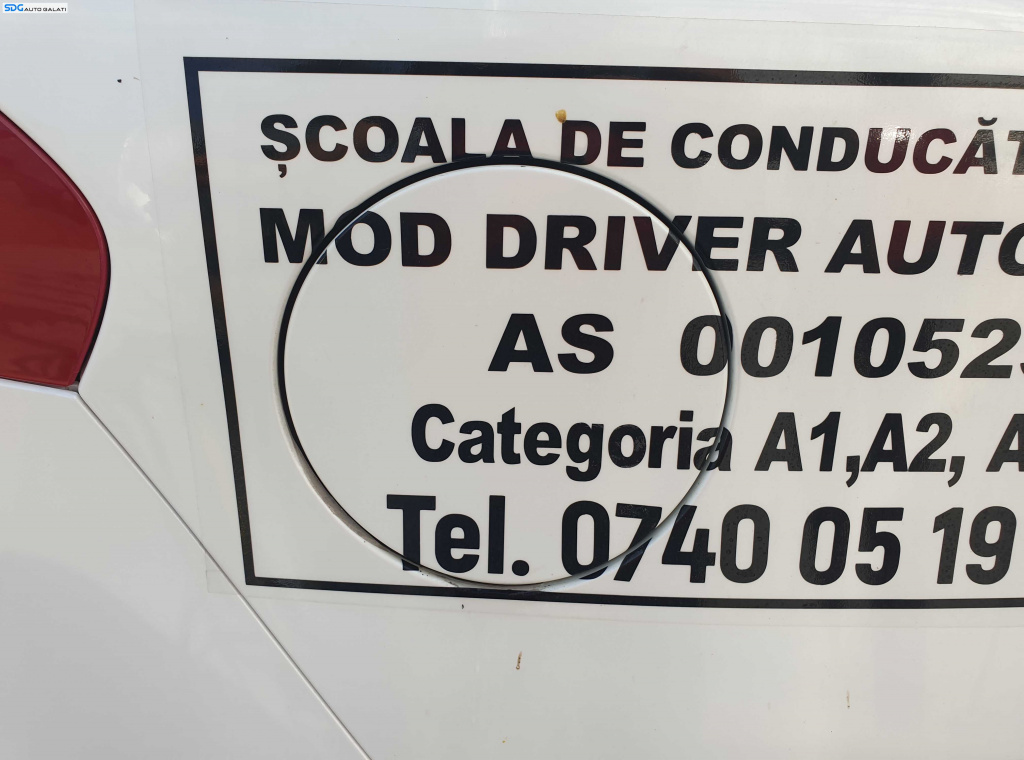 SDG AUTO GALATI
ȘCOALA DE CONDUCĂT
MOD DRIVER AUTO
AS 001052
Categoria A1,A2, A
Tel. 0740 05 19